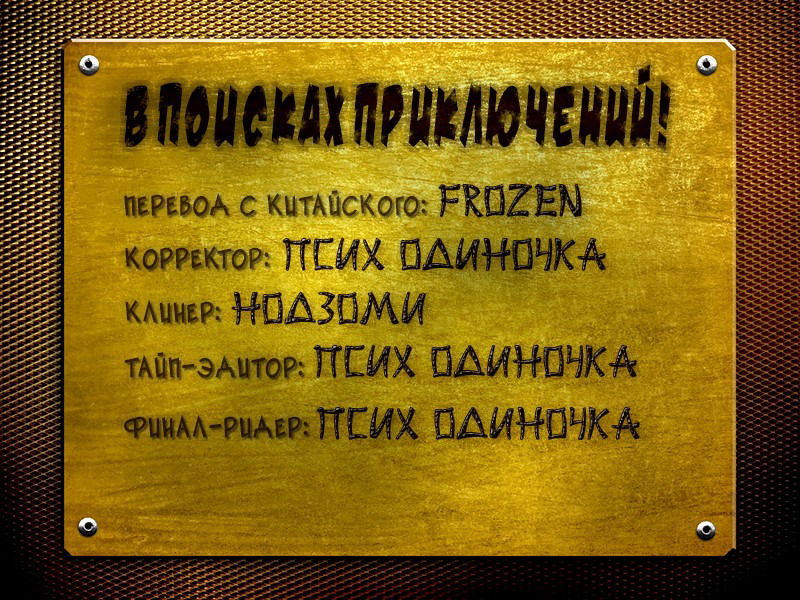 В ПОИСКАХ ПРИКЛЮЧЕНИЙ!
ПЕРЕВОД С КИТАЙСКОГО: FROZEN
КОРРЕКТОР: ПСИХ ОДИНОЧКА
КЛИНЕР: НОДЗОМИ
ТАЙП-ЭДИТОР: ПСИХ ОДИНОЧКА
ФИНАЛ-РИДЕР: ПСИХ ОДИНОЧКА